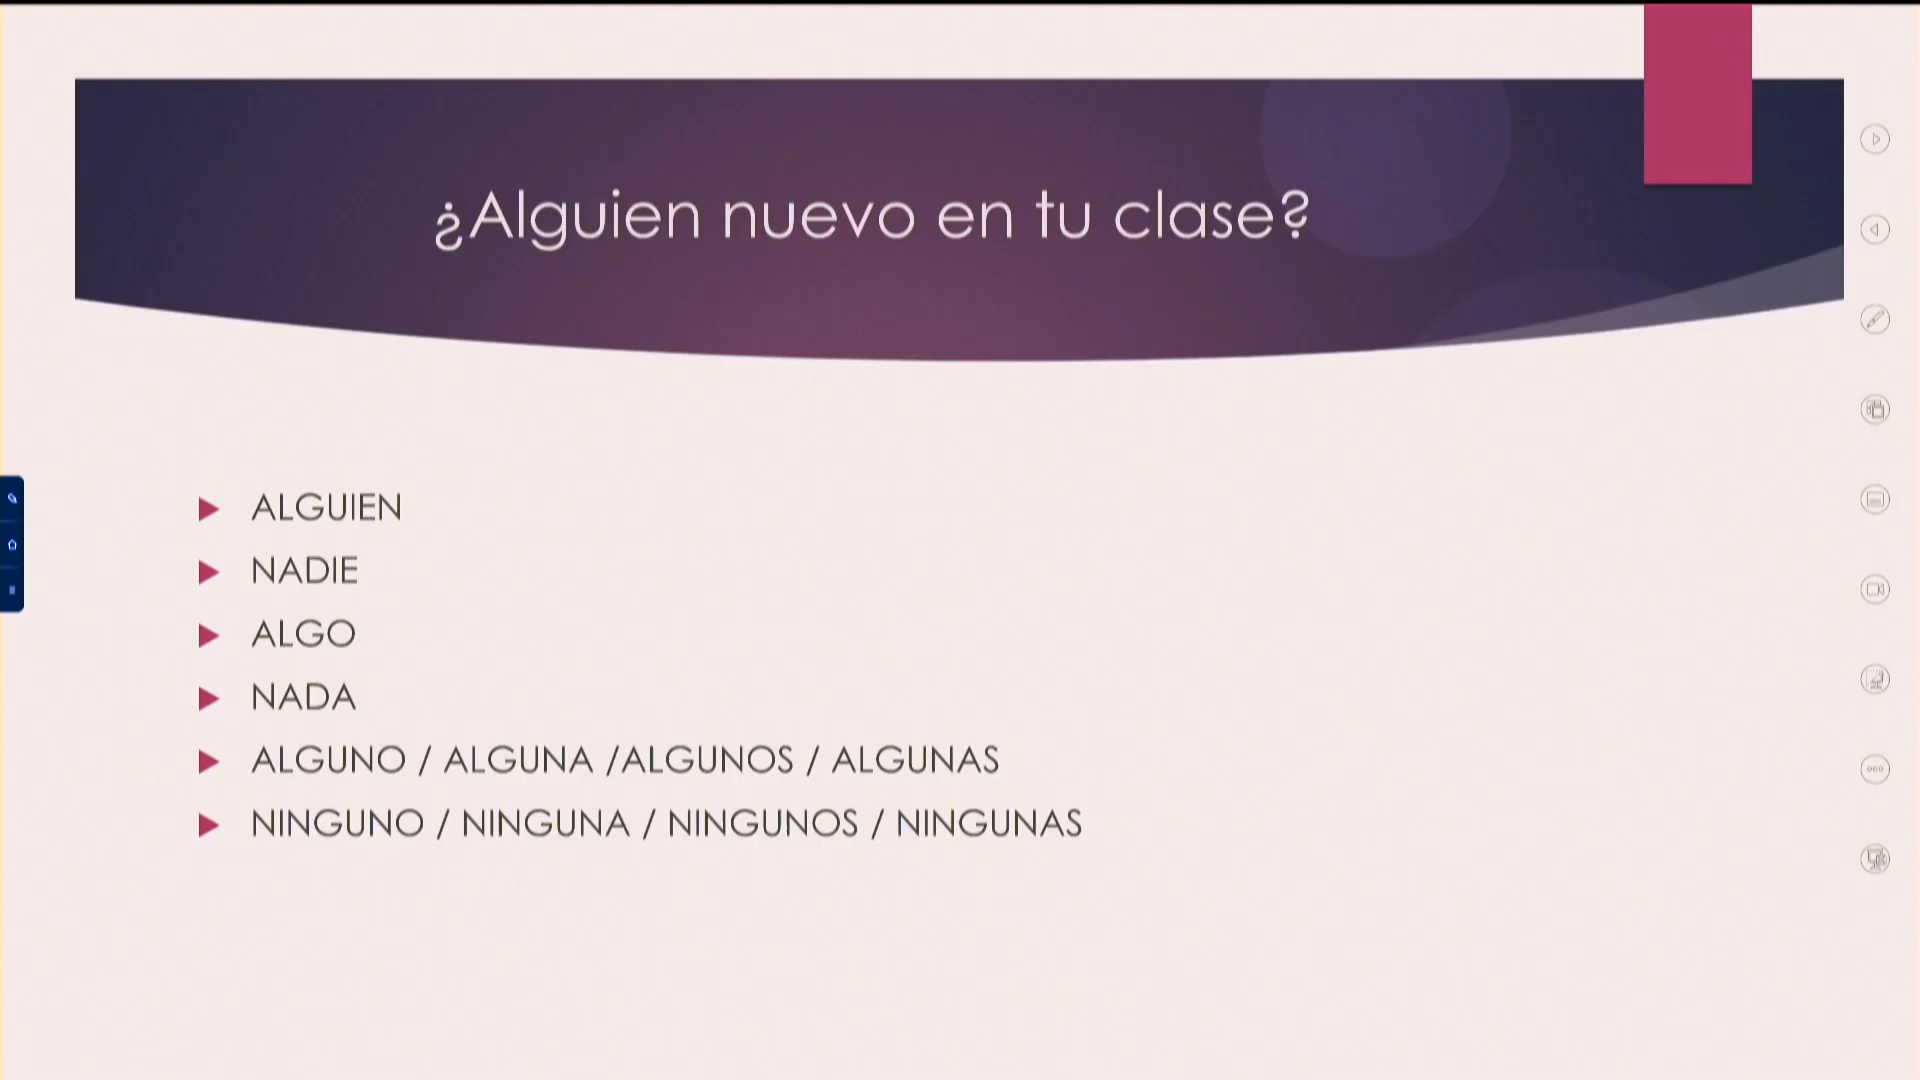 ¿Alguien nuevo en tu clase?
ALGUIEN
NADIE
ALGO
NADA
ALGUNO / ALGUNA /ALGUNOS / ALGUNAS
NINGUNO / NINGUNA / NINGUNOS / NINGUNAS